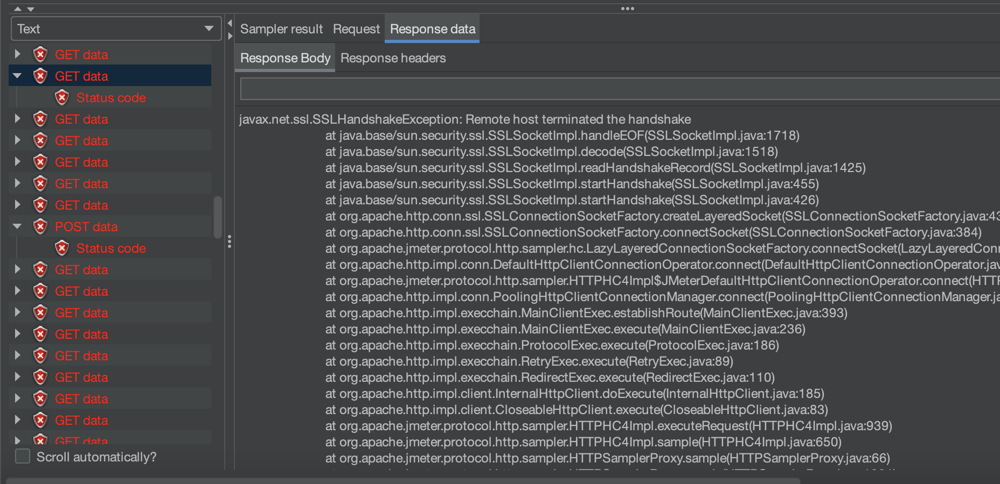 Text
GET data
GET data
Status code
GET data
GET data
GET data
GET data
GET data
POST data
Status code
GET data
GET data
GET data
GET data
GET data
GET data
GET data
GET data
GET data
Scroll automatically?
Sampler result Request Response data
Response Body Response headers
javax.net.ssl.SSLHandshakeException: Remote host terminated the handshake
at java.base/sun.security.ssl.SSLSocketImpl.handleEOF(SSLSocketImpl.java:1718)
at java.base/sun.security.ssl.SSLSocketImpl.decode(SSLSocketImpl.java:1518)
at java.base/sun.security.ssl.SSLSocketImpl.readHandshakeRecord(SSLSocketImpl.java:1425)
at java.base/sun.security.ssl.SSLSocketImpl.startHandshake(SSLSocketImpl.java:455)
at java.base/sun.security.ssl.SSLSocketImpl.startHandshake(SSLSocketImpl.java:426)
at org.apache.http.conn.ssl.SSLConnectionSocketFactory.createLayeredSocket(SSLConnectionSocketFactory.java:43
at org.apache.http.conn.ssl.SSLConnectionSocketFactory.connectSocket(SSLConnectionSocketFactory.java:384)
at org.apache.jmeter.protocol.http.sampler.hc.LazyLayeredConnectionSocketFactory.connectSocket(LazyLayeredConn
at org.apache.http.impl.conn.DefaultHttpClientConnectionOperator.connect(DefaultHttpClientConnectionOperator.jav
at org.apache.jmeter.protocol.http.sampler.HTTPHC4Impl$JMeterDefaultHttpClientConnectionOperator.connect(HTTP
at org.apache.http.impl.conn.PoolingHttpClientConnectionManager.connect(PoolingHttpClientConnectionManager.ja
at org.apache.http.impl.execchain.MainClientExec.establishRoute(MainClientExec.java:393)
at org.apache.http.impl.execchain.MainClientExec.execute(MainClientExec.java:236)
at org.apache.http.impl.execchain.ProtocolExec.execute(ProtocolExec.java:186)
at org.apache.http.impl.execchain.RetryExec.execute(RetryExec.java:89)
at org.apache.http.impl.execchain.RedirectExec.execute(RedirectExec.java:110)
at org.apache.http.impl.client.InternalHttpClient.doExecute(InternalHttpClient.java:185)
at org.apache.http.impl.client.CloseableHttpClient.execute(CloseableHttpClient.java:83)
at org.apache.jmeter.protocol.http.sampler.HTTPHC4Impl.executeRequest(HTTPHC4Impl.java:939)
at org.apache.jmeter.protocol.http.sampler.HTTPHC4Impl.sample(HTTPHC4Impl.java:650)
at org.apache.jmeter.protocol.http.sampler.HTTPSamplerProxy.sample(HTTPSamplerProxy.java:66)